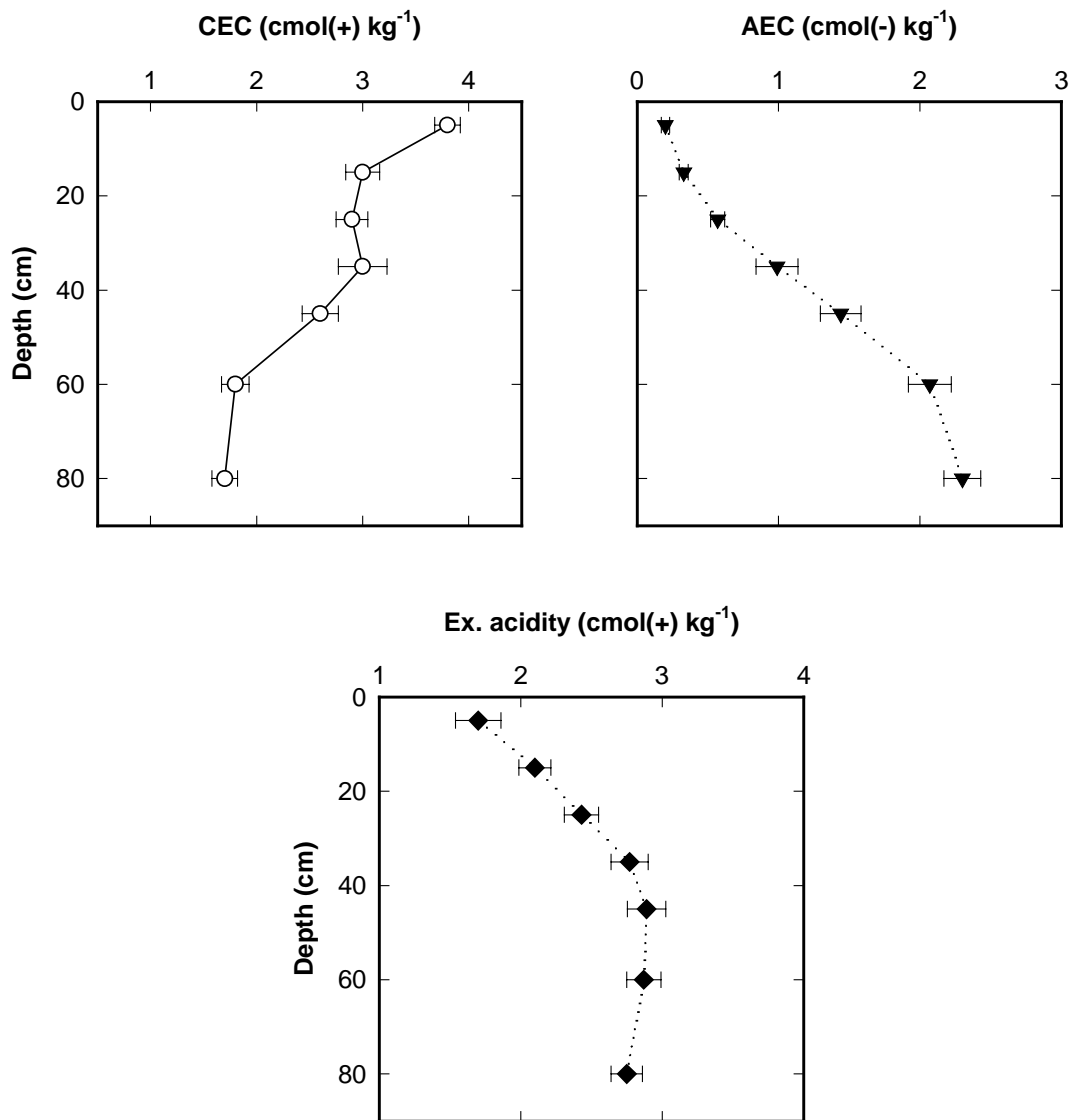 CEC (cmol(+) kg-1)
1 2 3 4
Depth (cm)
0
20
40
60
80
AEC (cmol(-) kg-1)
0 1 2 3
Ex. acidity (cmol(+) kg-1)
1 2 3 4
Depth (cm)
0
20
40
60
80